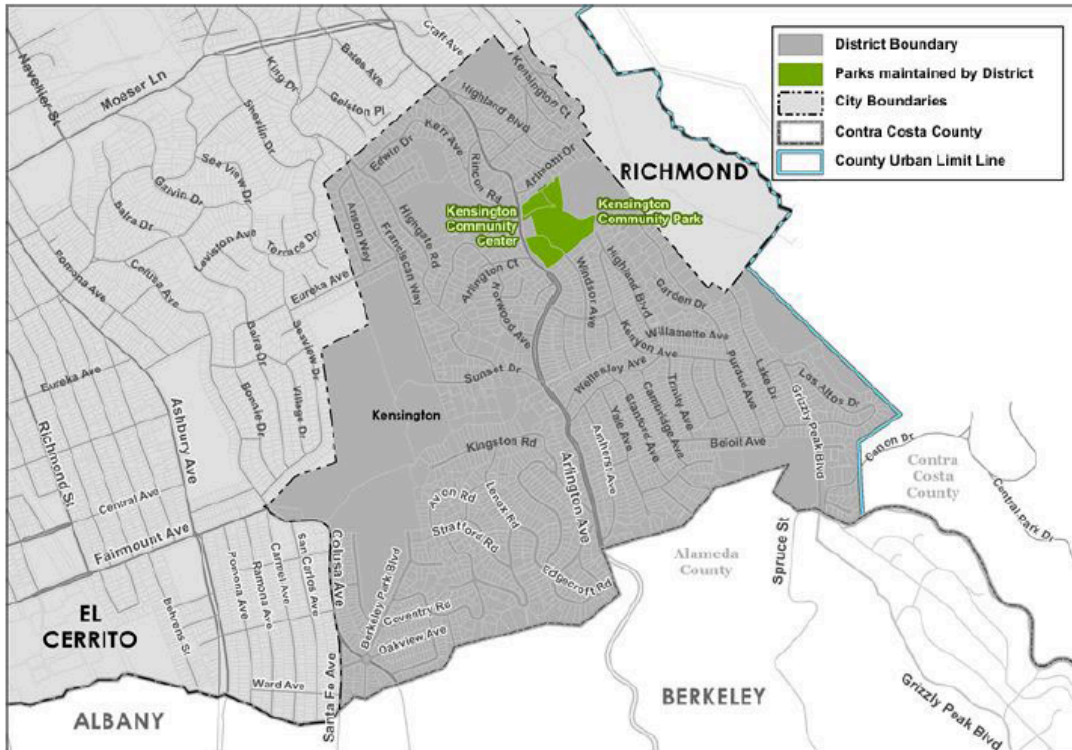 District Boundary
Parks maintained by District
City Boundaries
Contra Costa County
County Urban Limit Line
Navellier St
Moeser Ln
King Dr
Bates Ave
Craft Ave
Gelston Pl
Shevlin Dr
Sea View Dr
Galvin Dr
Balra Dr
Leviston Ave
Terrace Dr
Pomona Ave
Colusa Ave
Eureka Ave
Balra Dr
Seaview Dr
Bonnie Dr
Village Dr
Eureka Ave
Ashbury Ave
Richmond St
Central Ave
Fairmount Ave
Behrens St
Pomona Ave
Ramona Ave
Carmel Ave
San Carlos Ave
Colusa Ave
Santa Fe Ave
Ward Ave
EL
CERRITO
ALBANY
Kensington Ct
Highland Blvd
Kerr Ave
Edwin Dr
Rincon Rd
Arlmont Dr
RICHMOND
Kensington
Community
Center
Kensington
Community Park
Anson Way
Highgate Rd
Franciscan Way
Arlington Ct
Norwood Ave
Windsor Ave
Highland Blvd
Garden Dr
Willamette Ave
Kenyon Ave
Wellesley Ave
Sunset Dr
Purdue Ave
Lake Dr
Los Altos Dr
Grizzly Peak Blvd
Trinity Ave
Cambridge Ave
Stanford Ave
Yale Ave
Amherst Ave
Beloit Ave
Kensington
Kingston Rd
Arlington Ave
Avon Rd
Lenox Rd
Stratford Rd
Edgecroft Rd
Berkeley Park Blvd
Coventry Rd
Oakview Ave
Canon Dr
Contra
Costa
County
Central Park Dr
Alameda
County
Spruce St
BERKELEY
Grizzly Peak Blvd